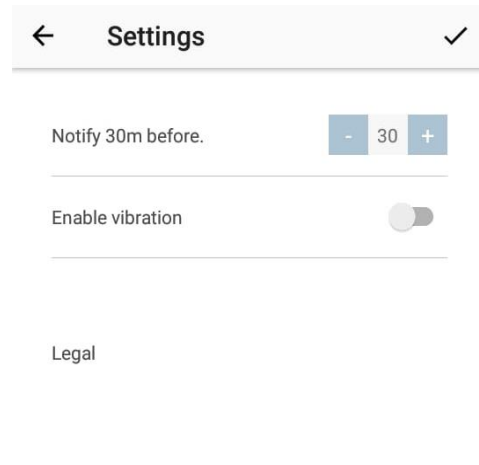 Settings
Notify 30m before.
- 30 +
Enable vibration
Legal